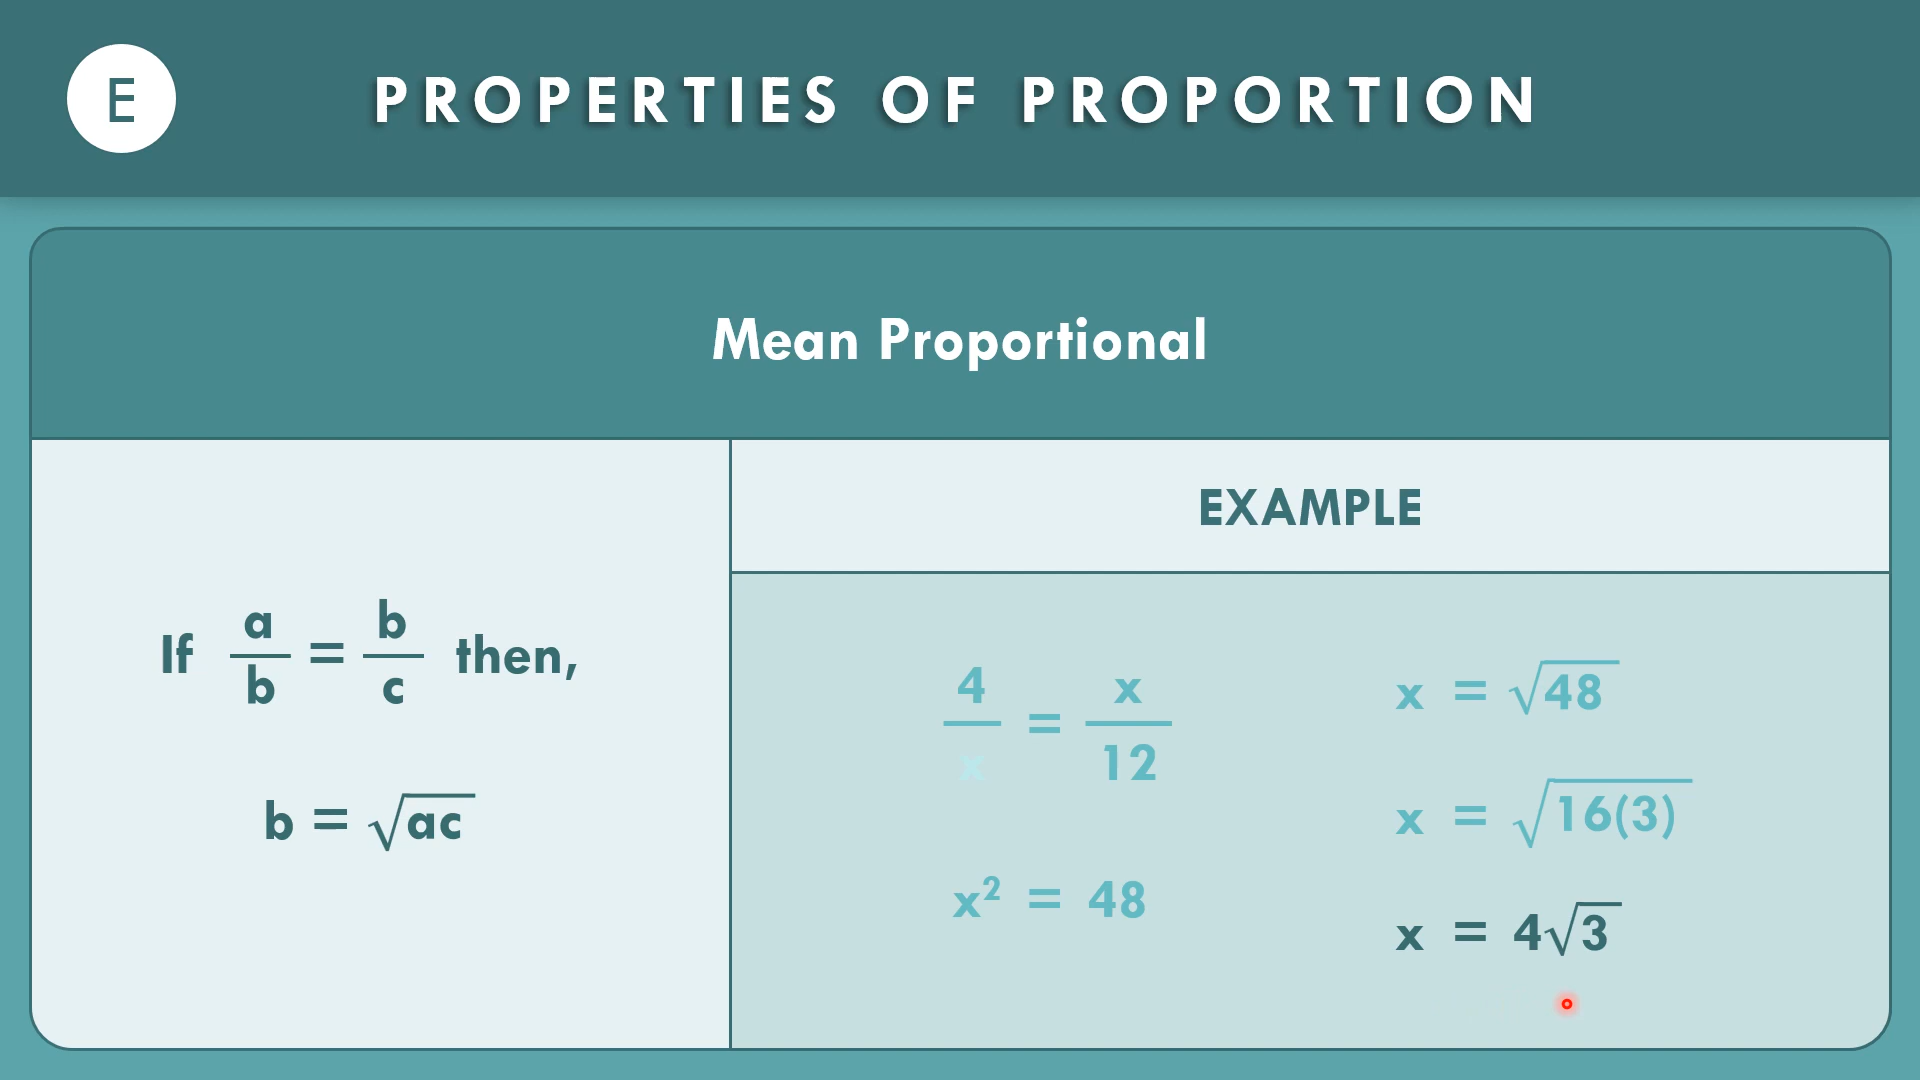 E
PROPERTIES OF PROPORTION
Mean Proportional
If a/b = b/c then,
b = √ac
EXAMPLE
4/x = x/12
x² = 48
x = √48
x = √16(3)
x = 4√3